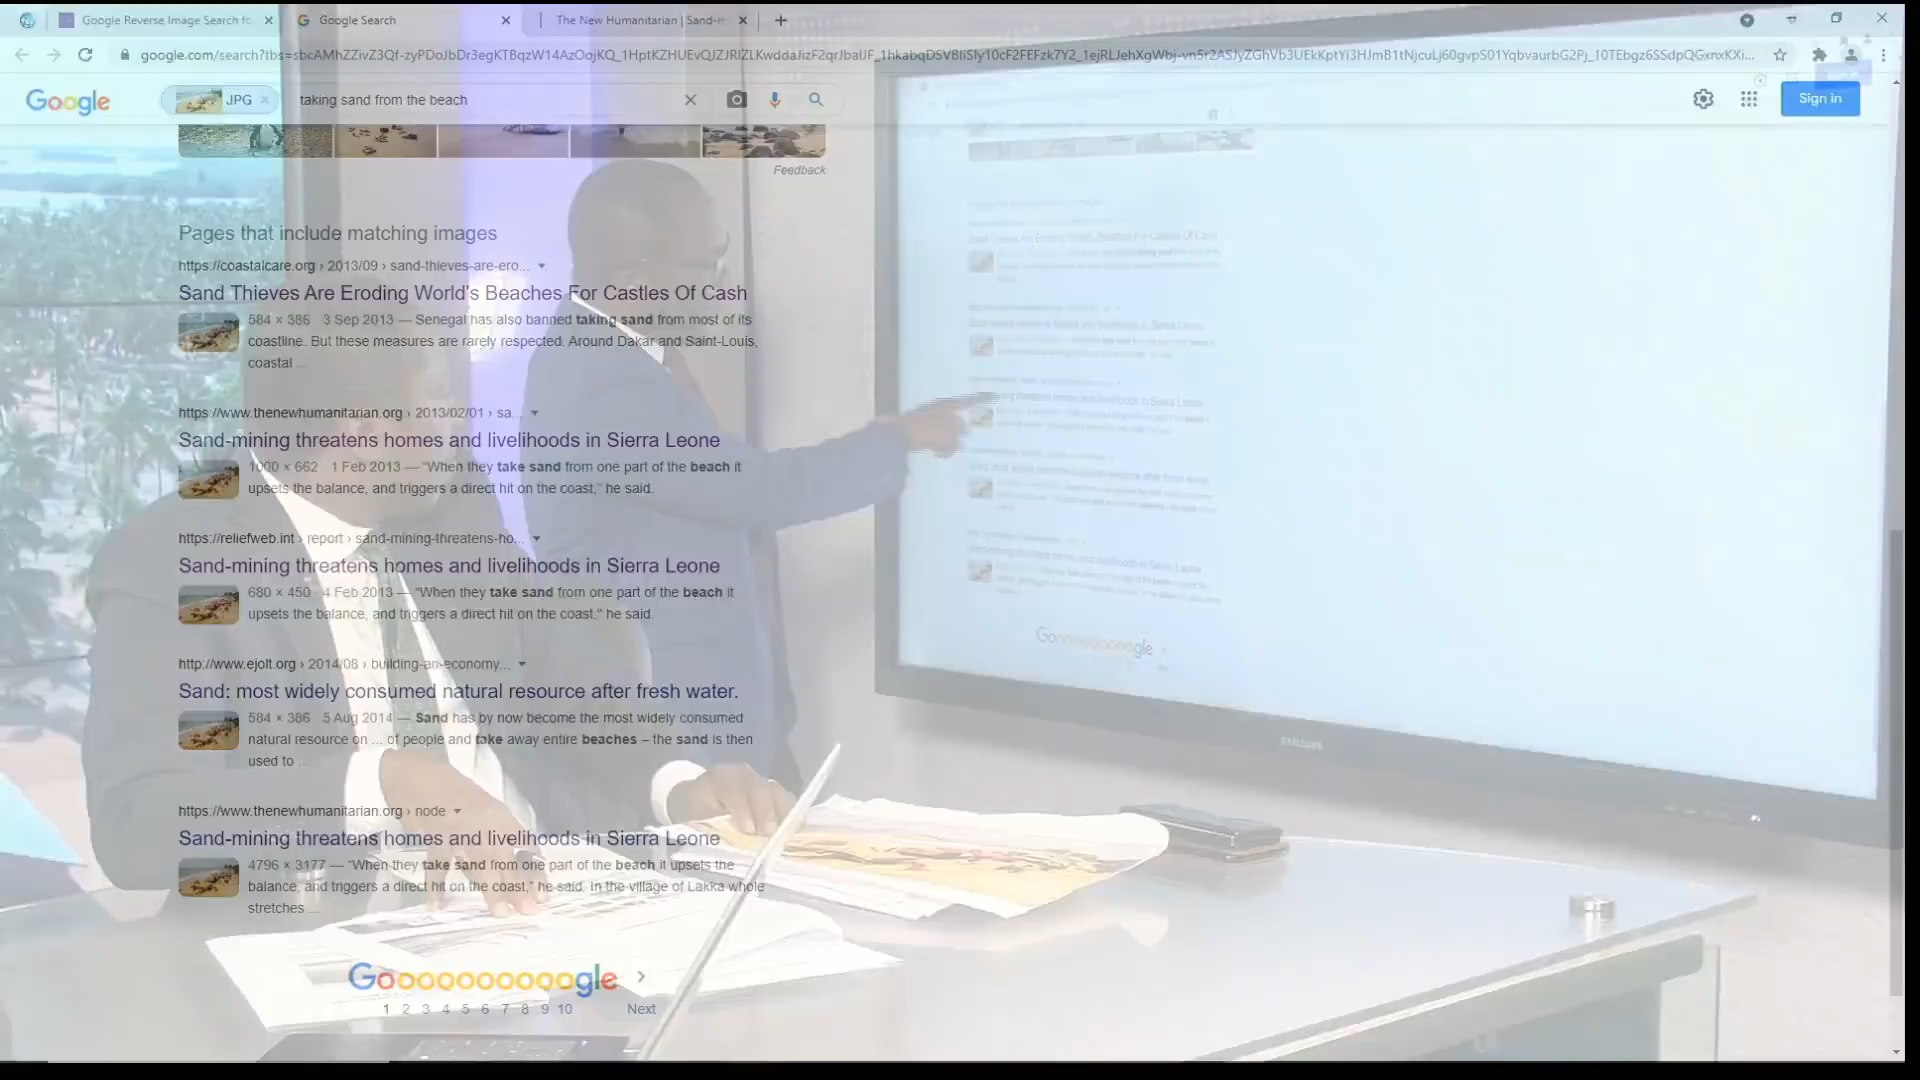 Google Reverse Image Search fo
Google Search
The New Humanitarian | Sand-m
Google
JPG
taking sand from the beach
Sign in
Feedback
Pages that include matching images
https://coastalcare.org › 2013/09 › sand-thieves-are-ero...
Sand Thieves Are Eroding World's Beaches For Castles Of Cash
584 × 386 3 Sep 2013 — Senegal has also banned taking sand from most of its
coastline. But these measures are rarely respected. Around Dakar and Saint-Louis,
coastal ...
https://www.thenewhumanitarian.org › 2013/02/01 › sa...
Sand-mining threatens homes and livelihoods in Sierra Leone
1000 × 662 1 Feb 2013 — "When they take sand from one part of the beach it
upsets the balance, and triggers a direct hit on the coast," he said.
https://reliefweb.int › report › sand-mining-threatens-ho...
Sand-mining threatens homes and livelihoods in Sierra Leone
680 × 450 4 Feb 2013 — "When they take sand from one part of the beach it
upsets the balance, and triggers a direct hit on the coast," he said.
http://www.ejolt.org › 2014/08 › building-an-economy...
Sand: most widely consumed natural resource after fresh water.
584 × 386 5 Aug 2014 — Sand has by now become the most widely consumed
natural resource on ... of people and take away entire beaches – the sand is then
used to ...
https://www.thenewhumanitarian.org › node
Sand-mining threatens homes and livelihoods in Sierra Leone
4796 × 3177 — "When they take sand from one part of the beach it upsets the
balance, and triggers a direct hit on the coast," he said. In the village of Lakka whole
stretches ...
Goooooooooogle
1 2 3 4 5 6 7 8 9 10 Next
SAMSUNG